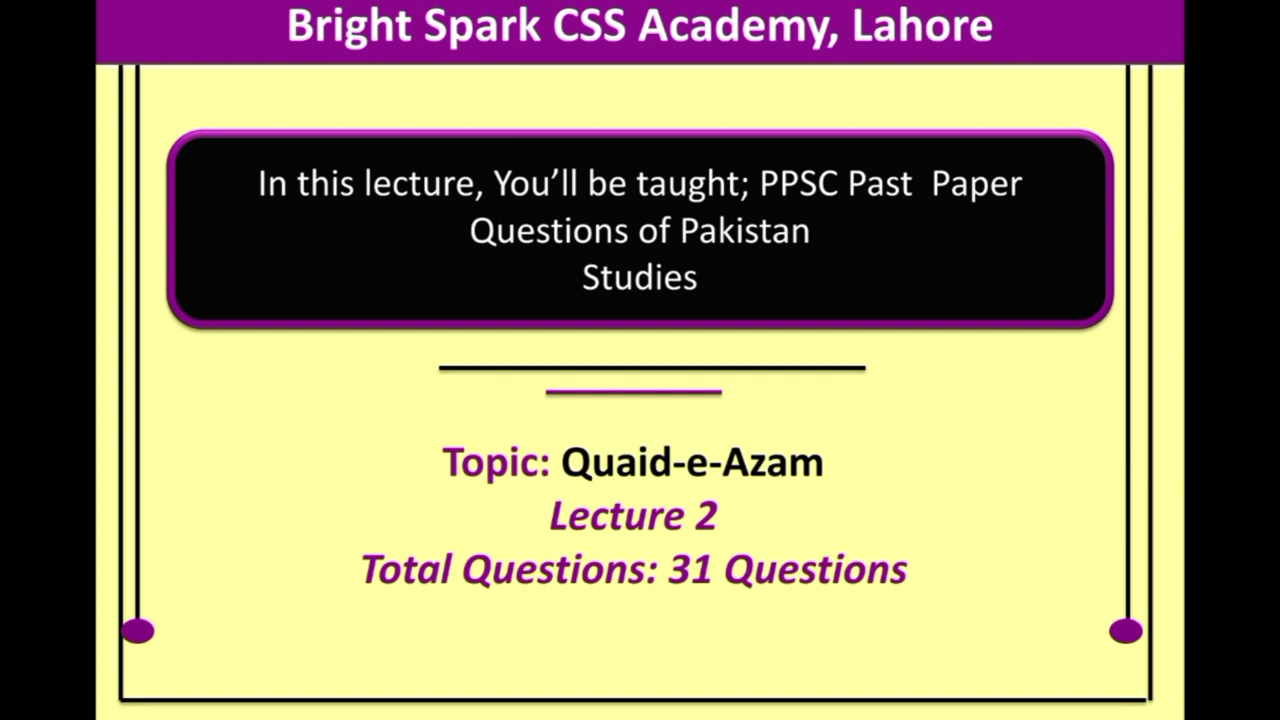 Bright Spark CSS Academy, Lahore
In this lecture, You’ll be taught; PPSC Past  Paper
Questions of Pakistan
Studies
Topic: Quaid-e-Azam
Lecture 2
Total Questions: 31 Questions